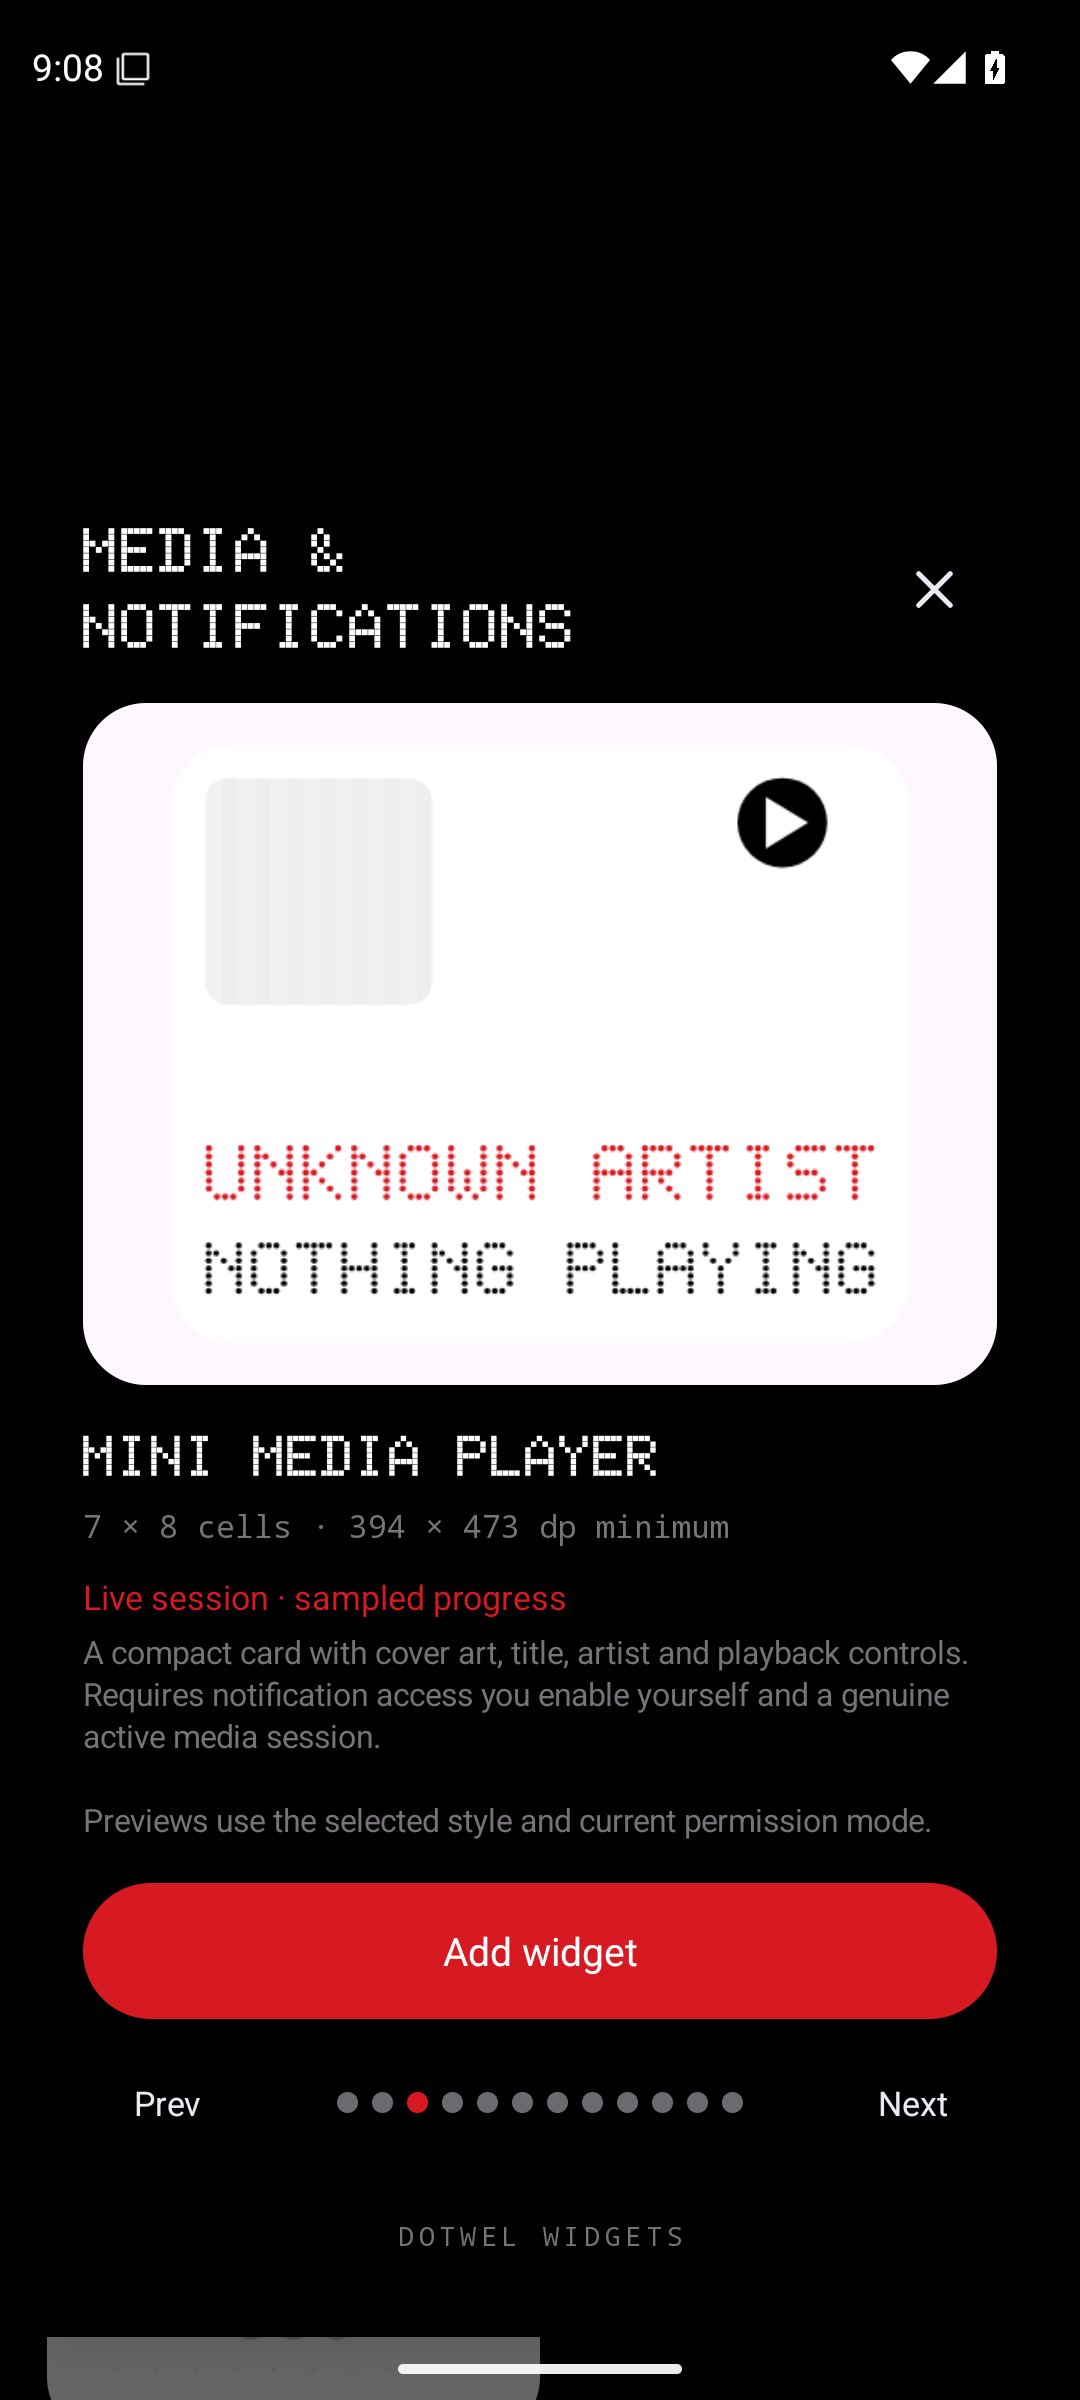 9:08
MEDIA &
NOTIFICATIONS
UNKNOWN ARTIST
NOTHING PLAYING
MINI MEDIA PLAYER
7 × 8 cells · 394 × 473 dp minimum
Live session · sampled progress
A compact card with cover art, title, artist and playback controls.
Requires notification access you enable yourself and a genuine
active media session.
Previews use the selected style and current permission mode.
Add widget
Prev
Next
DOTWEL WIDGETS